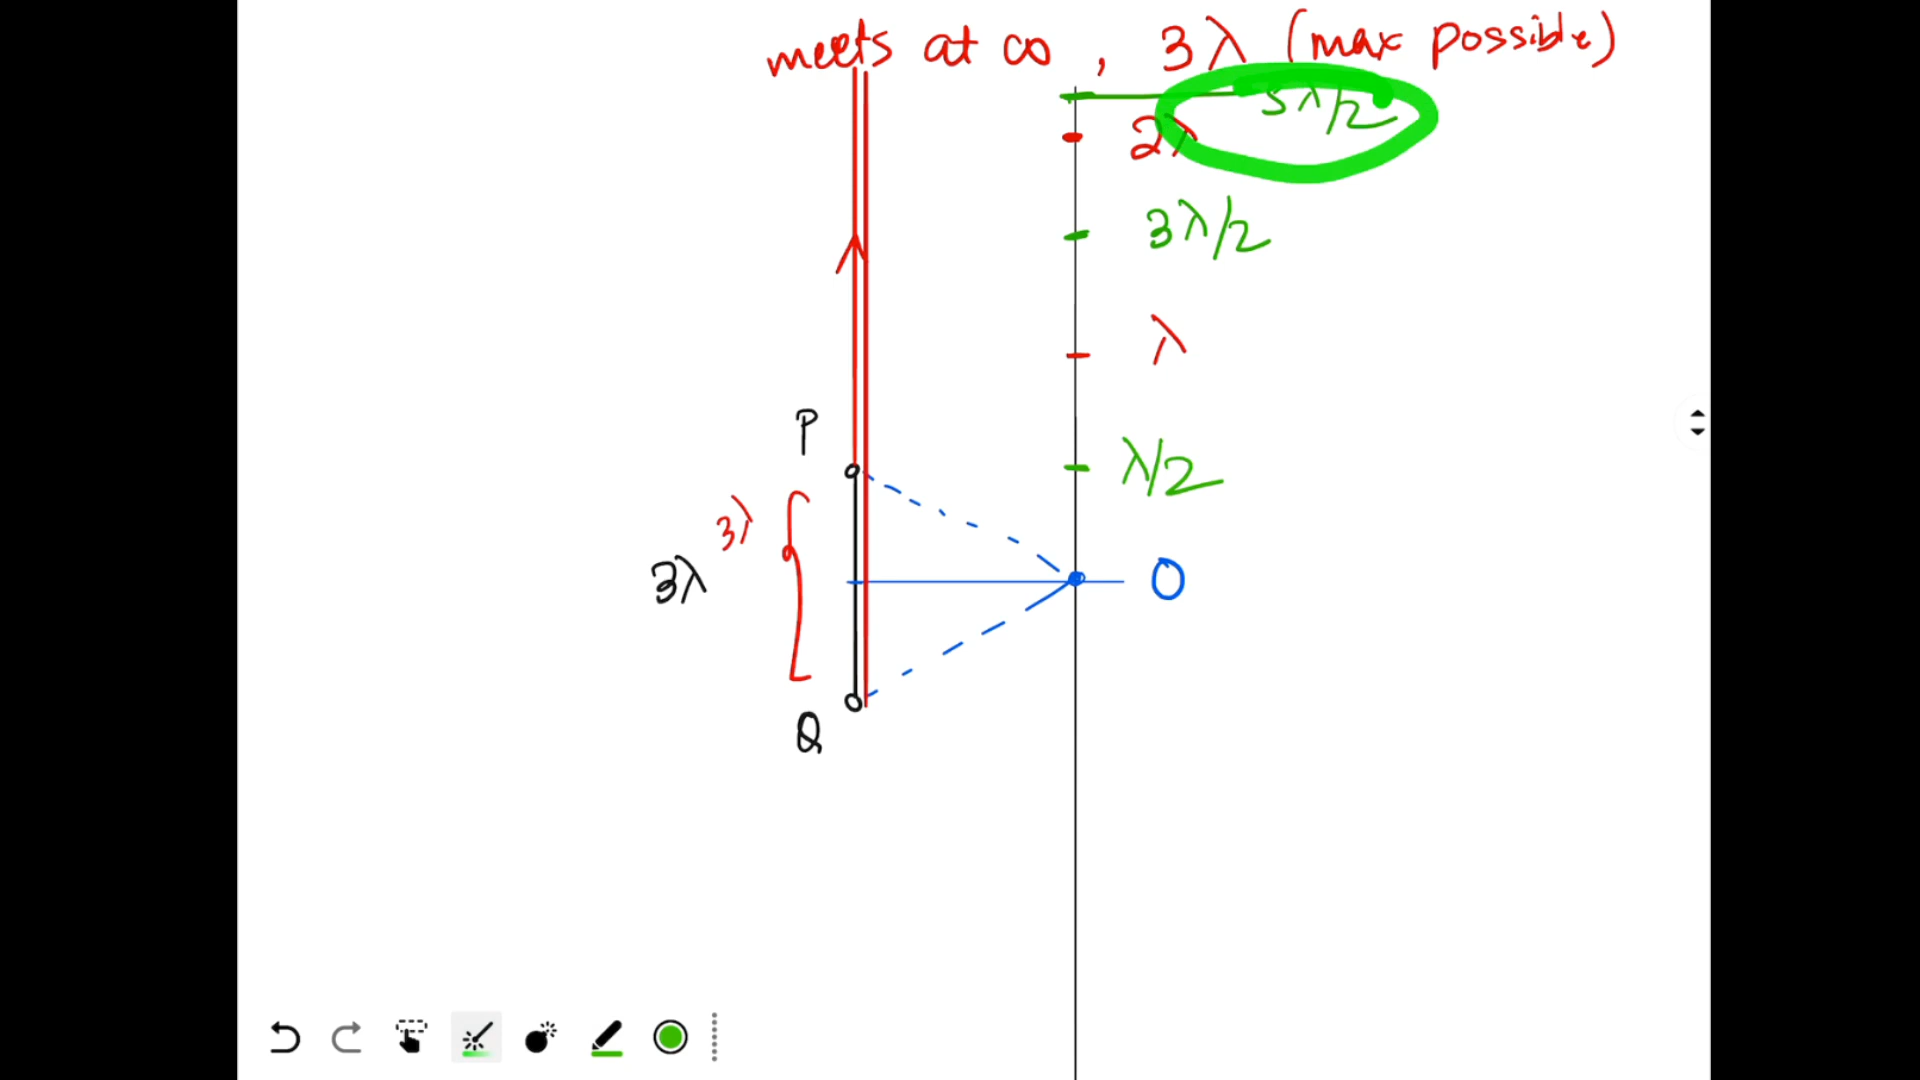 meets at ∞ , 3λ (max possible)
5λ/2
2λ
3λ/2
λ
P
λ/2
3λ
3λ
O
Q